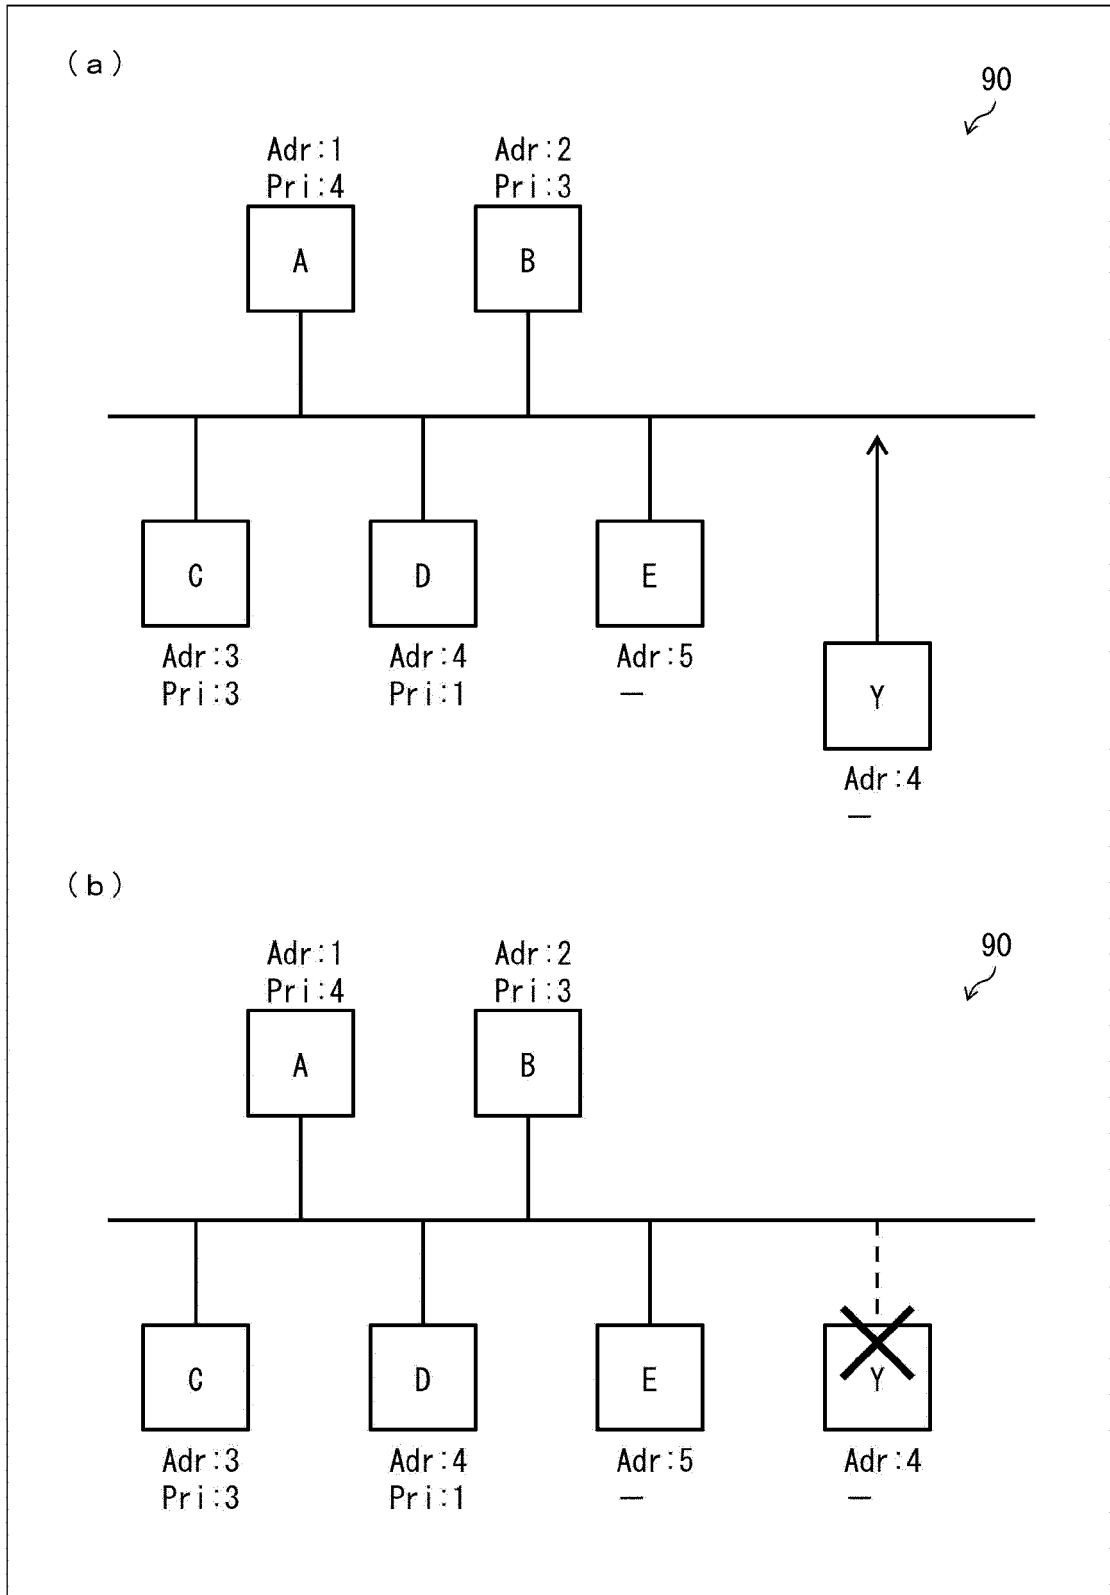 (a)
90
Adr:1
Pri:4
Adr:2
Pri:3
A
B
C
D
E
Adr:3
Pri:3
Adr:4
Pri:1
Adr:5
—
Y
Adr:4
—
(b)
90
Adr:1
Pri:4
Adr:2
Pri:3
A
B
C
D
E
Y
Adr:3
Pri:3
Adr:4
Pri:1
Adr:5
—
Adr:4
—